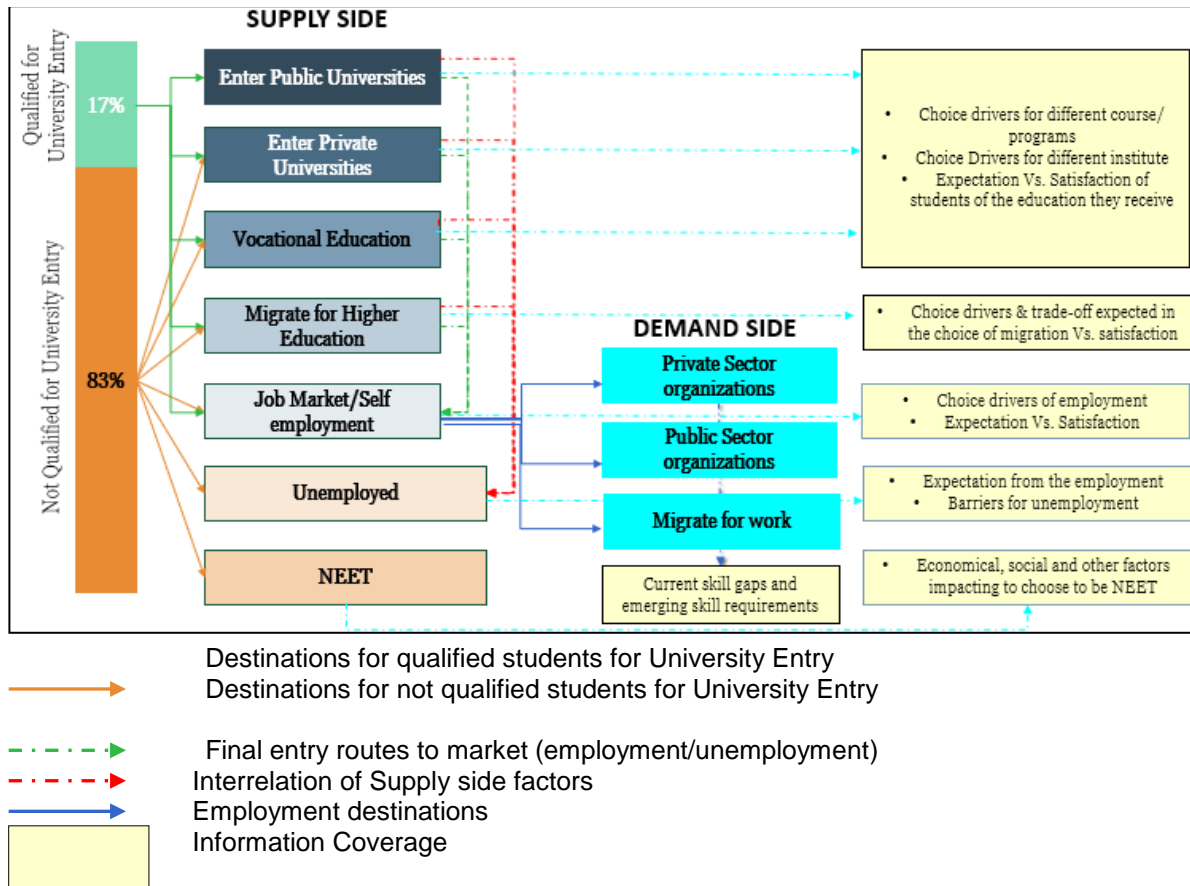 SUPPLY SIDE
Qualified for
University Entry
17%
Not Qualified for University Entry
83%
Enter Public Universities
Enter Private
Universities
Vocational Education
Migrate for Higher
Education
Job Market/Self
employment
Unemployed
NEET
DEMAND SIDE
Private Sector
organizations
Public Sector
organizations
Migrate for work
Current skill gaps and
emerging skill requirements
• Choice drivers for different course/
programs
• Choice Drivers for different institute
• Expectation Vs. Satisfaction of
students of the education they receive
• Choice drivers & trade-off expected in
the choice of migration Vs. satisfaction
• Choice drivers of employment
• Expectation Vs. Satisfaction
• Expectation from the employment
• Barriers for unemployment
• Economical, social and other factors
impacting to choose to be NEET
Destinations for qualified students for University Entry
Destinations for not qualified students for University Entry
Final entry routes to market (employment/unemployment)
Interrelation of Supply side factors
Employment destinations
Information Coverage